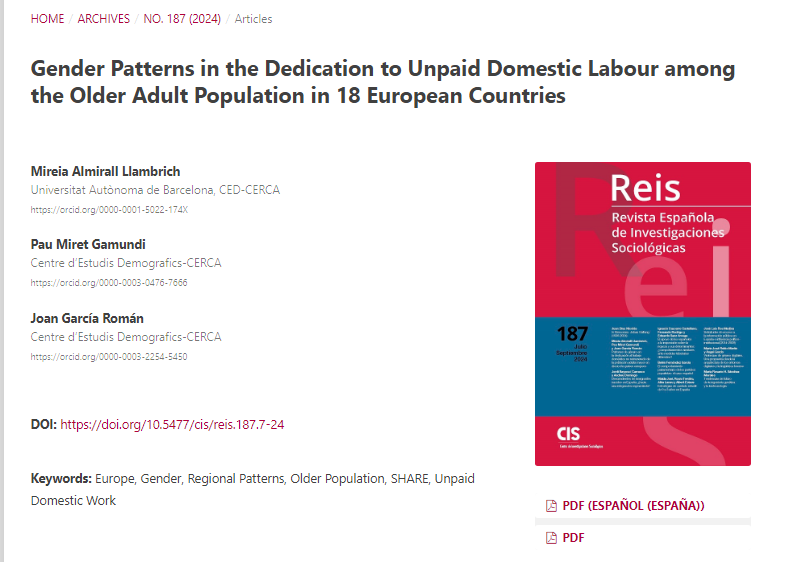 HOME / ARCHIVES / NO. 187 (2024) / Articles
Gender Patterns in the Dedication to Unpaid Domestic Labour among
the Older Adult Population in 18 European Countries
Mireia Almirall Llambrich
Universitat Autònoma de Barcelona, CED-CERCA
https://orcid.org/0000-0001-5022-174X
Pau Miret Gamundi
Centre d'Estudis Demografics-CERCA
https://orcid.org/0000-0003-0476-7666
Joan García Román
Centre d'Estudis Demografics-CERCA
https://orcid.org/0000-0003-2254-5450
DOI: https://doi.org/10.5477/cis/reis.187.7-24
Keywords: Europe, Gender, Regional Patterns, Older Population, SHARE, Unpaid
Domestic Work
Reis
Revista Española
de Investigaciones
Sociológicas
187
Julio
Septiembre
2024
CIS
PDF (ESPAÑOL (ESPAÑA))
PDF